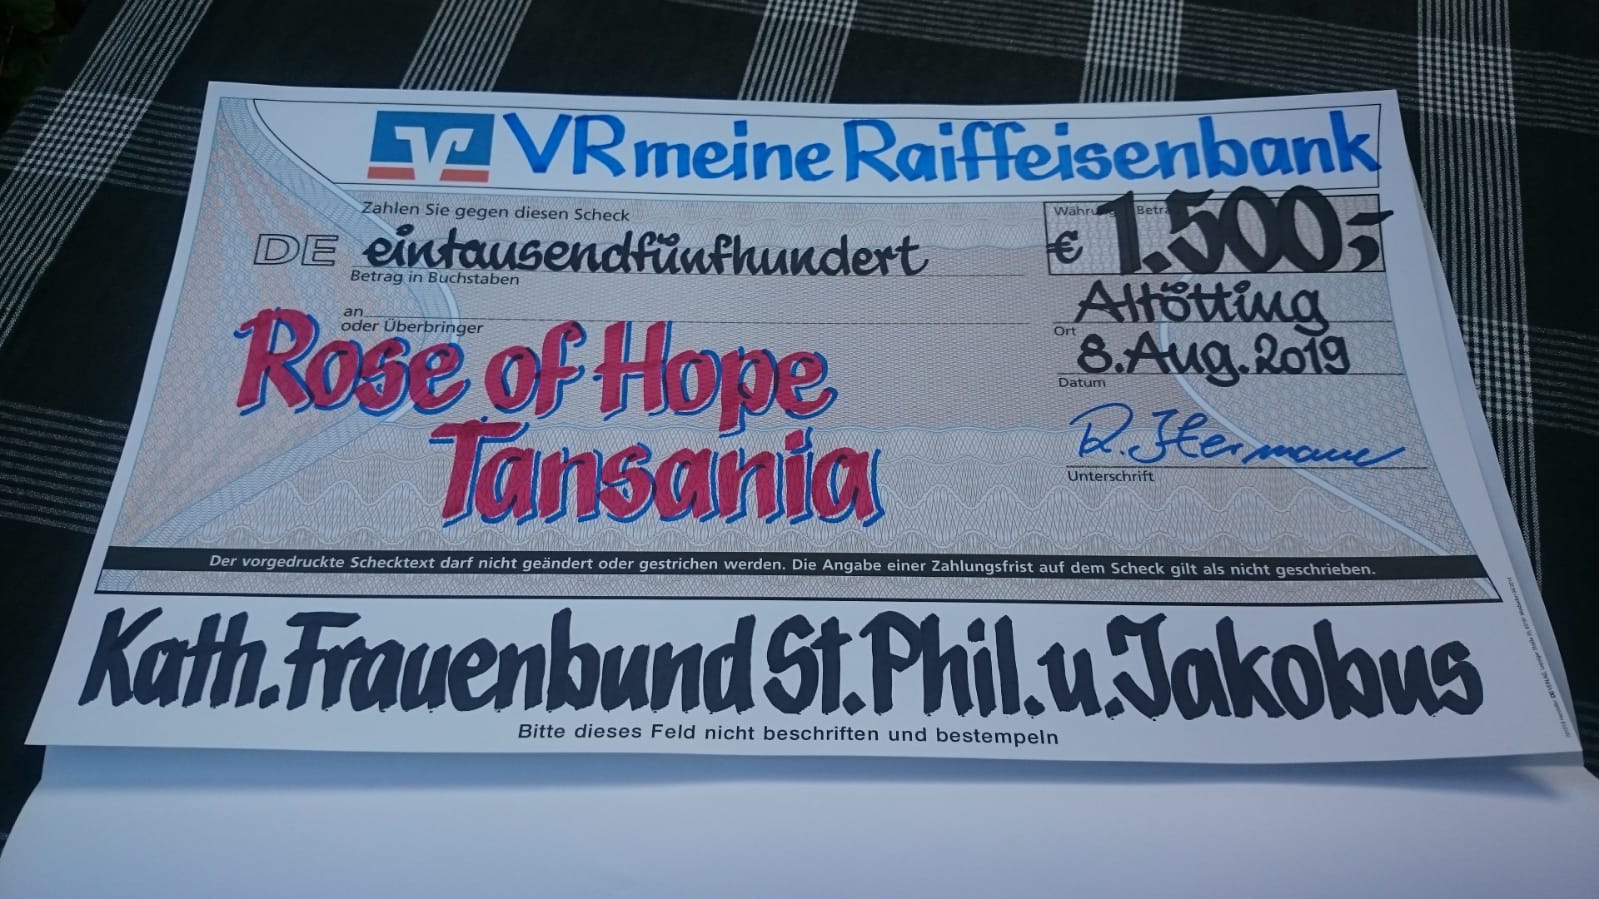 VR meine Raiffeisenbank
Zahlen Sie gegen diesen Scheck
Währung Betrag
DE eintausendfünfhundert
€ 1.500,-
Betrag in Buchstaben
Altötting
an
oder Überbringer
Ort
Rose of Hope
8. Aug. 2019
Datum
Tansania
Unterschrift
Der vorgedruckte Schecktext darf nicht geändert oder gestrichen werden. Die Angabe einer Zahlungsfrist auf dem Scheck gilt als nicht geschrieben.
Kath. Frauenbund St. Phil. u. Jakobus
Bitte dieses Feld nicht beschriften und bestempeln